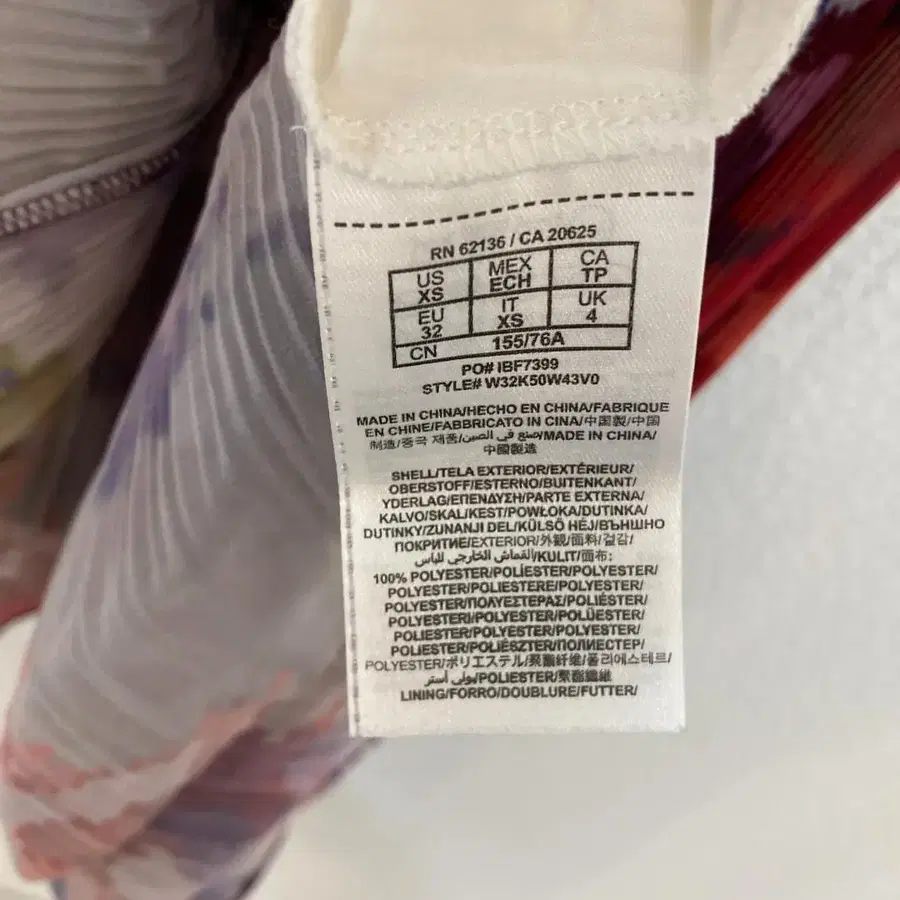 RN 62136 / CA 20625
US MEX CA
XS ECH TP
EU IT UK
32 XS 4
CN 155/76A
PO# IBF7399
STYLE# W32K50W43V0
MADE IN CHINA/HECHO EN CHINA/FABRIQUE
EN CHINE/FABBRICATO IN CINA/中国製/中国
制造/중국 제품/صنع في الصين/MADE IN CHINA/
中國製造
SHELL/TELA EXTERIOR/EXTÉRIEUR/
OBERSTOFF/ESTERNO/BUITENKANT/
YDERLAG/ΕΠΕΝΔΥΣΗ/PARTE EXTERNA/
KALVO/SKAL/KEST/POWŁOKA/DUTINKA/
DUTINKY/ZUNANJI DEL/KÜLSŐ HÉJ/ВЪНШНО
ПОКРИТИЕ/EXTERIOR/外観/面料/겉감/
القماش الخارجي للباس/KULIT/面布:
100% POLYESTER/POLIÉSTER/POLYESTER/
POLYESTER/POLIESTERE/POLYESTER/
POLYESTER/ΠΟΛΥΕΣΤΕΡΑΣ/POLIÉSTER/
POLYESTERI/POLYESTER/POLÜESTER/
POLIESTER/POLYESTER/POLYESTER/
POLIESTER/POLIÉSZTER/ПОЛИЕСТЕР/
POLYESTER/ポリエステル/聚酯纤维/폴리에스테르/
بولي أستر/POLIESTER/聚酯纖維
LINING/FORRO/DOUBLURE/FUTTER/